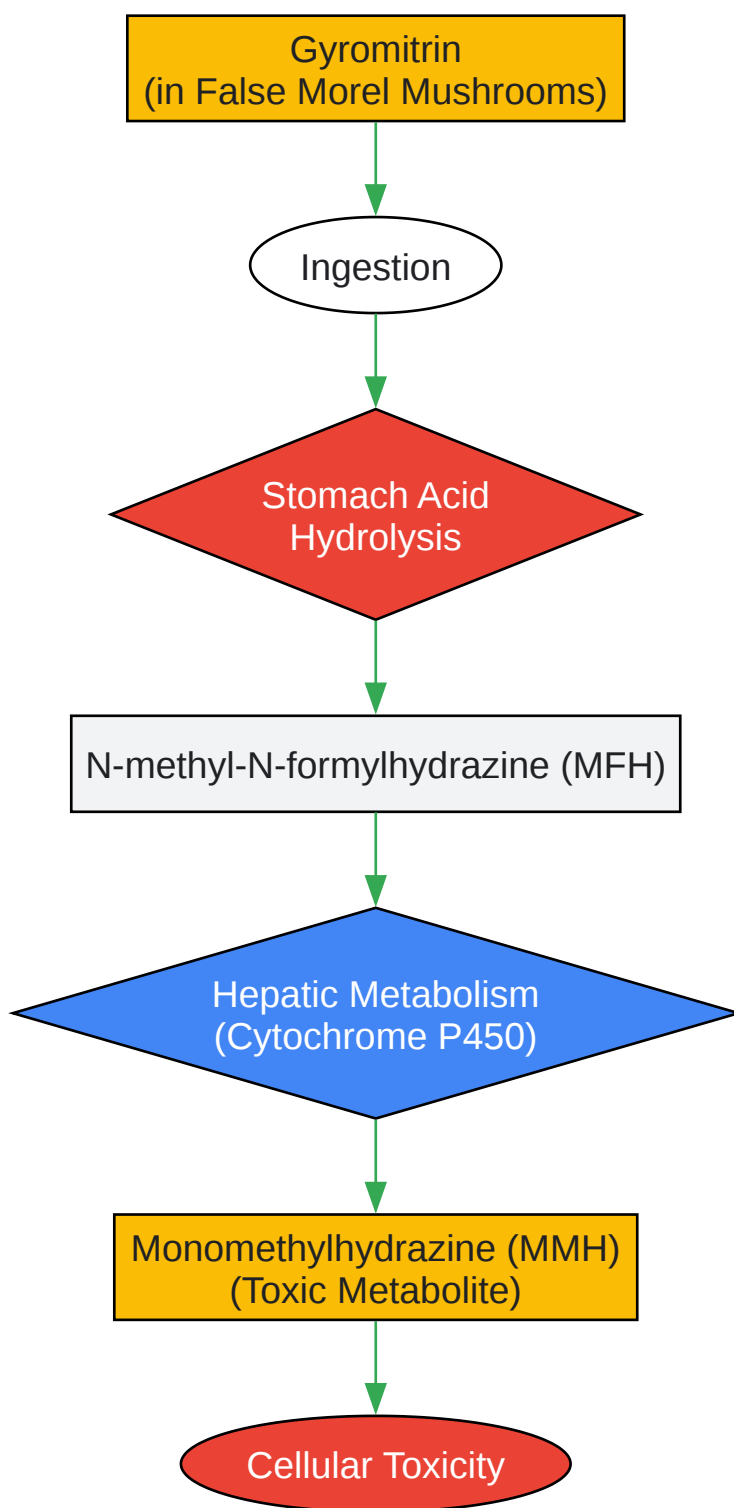 Gyromitrin
(in False Morel Mushrooms)
Ingestion
Stomach Acid
Hydrolysis
N-methyl-N-formylhydrazine (MFH)
Hepatic Metabolism
(Cytochrome P450)
Monomethylhydrazine (MMH)
(Toxic Metabolite)
Cellular Toxicity